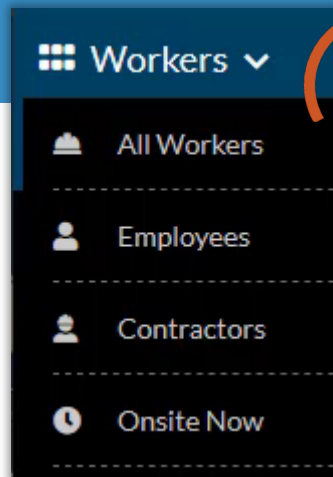 Workers
All Workers
Employees
Contractors
Onsite Now